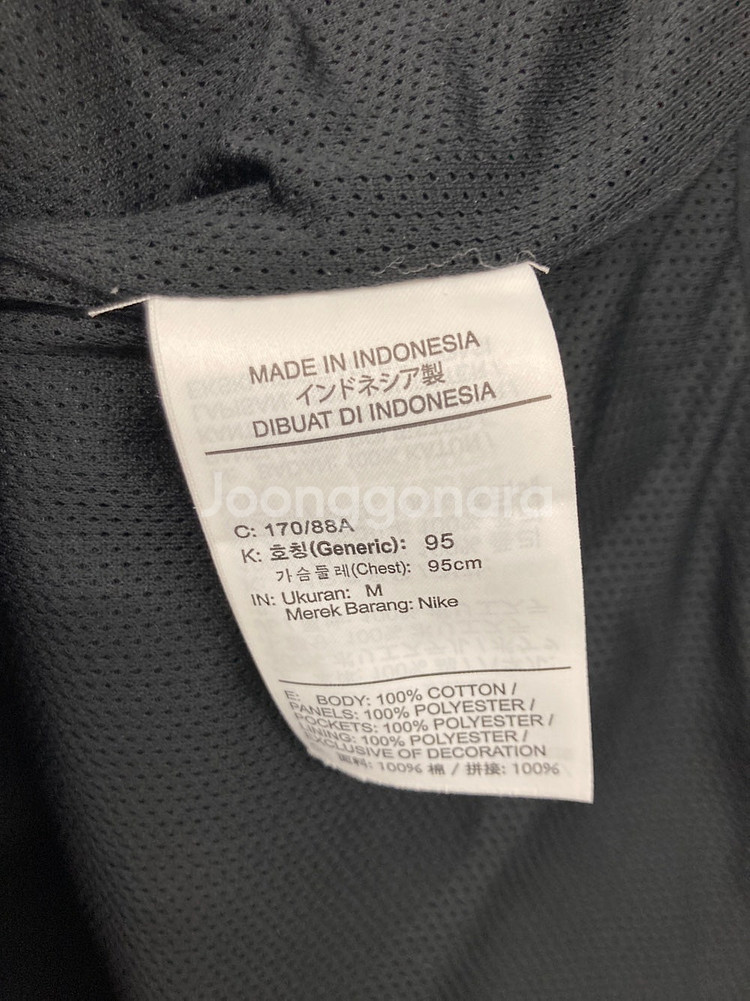 MADE IN INDONESIA
インドネシア製
DIBUAT DI INDONESIA
Joonggonara
C: 170/88A
K: 호칭(Generic): 95
가슴둘레(Chest): 95cm
IN: Ukuran: M
Merek Barang: Nike
E: BODY: 100% COTTON /
PANELS: 100% POLYESTER /
POCKETS: 100% POLYESTER /
LINING: 100% POLYESTER /
EXCLUSIVE OF DECORATION
面料: 100% 棉 / 拼接: 100%